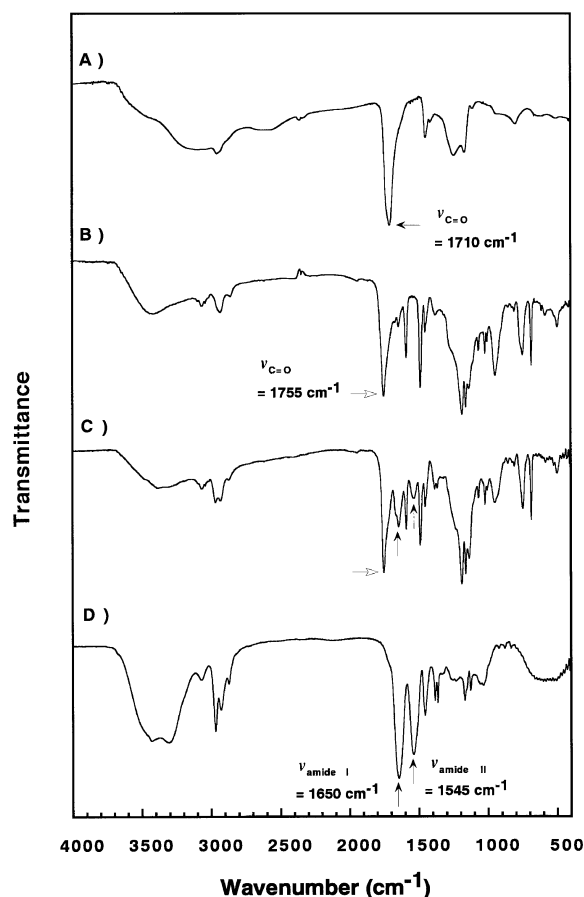 A )
ν C=O
= 1710 cm-1
B )
ν C=O
= 1755 cm-1
C )
D )
ν amide I
= 1650 cm-1
ν amide II
= 1545 cm-1
Transmittance
4000 3500 3000 2500 2000 1500 1000 500
Wavenumber (cm-1)